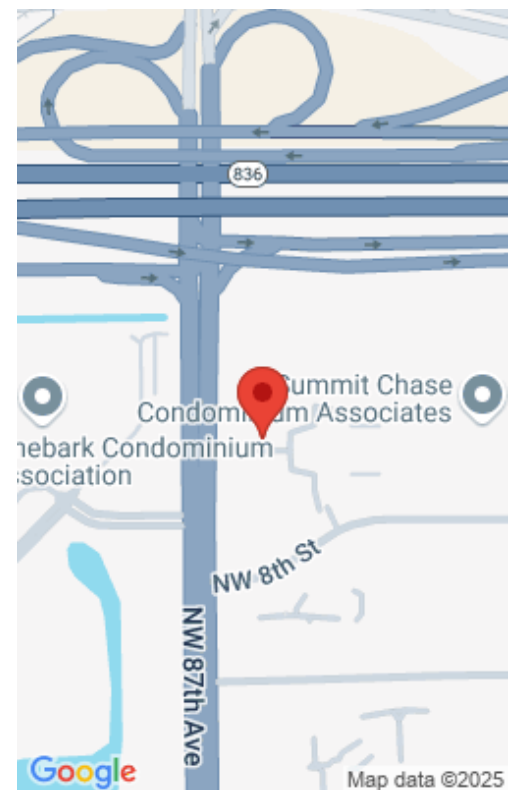 836
Summit Chase
Condominium Associates
nebark Condominium
ssociation
NW 8th St
NW 87th Ave
Google
Map data ©2025